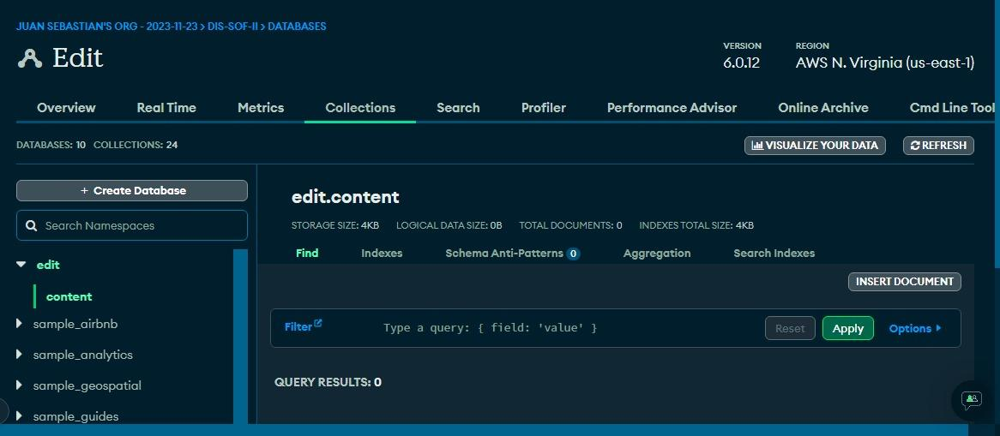 JUAN SEBASTIAN'S ORG - 2023-11-23 > DIS-SOF-II > DATABASES
Edit
VERSION REGION
6.0.12 AWS N. Virginia (us-east-1)
Overview Real Time Metrics Collections Search Profiler Performance Advisor Online Archive Cmd Line Tool
DATABASES: 10 COLLECTIONS: 24 VISUALIZE YOUR DATA REFRESH
+ Create Database
Search Namespaces
edit
content
sample_airbnb
sample_analytics
sample_geospatial
sample_guides
edit.content
STORAGE SIZE: 4KB LOGICAL DATA SIZE: 0B TOTAL DOCUMENTS: 0 INDEXES TOTAL SIZE: 4KB
Find Indexes Schema Anti-Patterns 0 Aggregation Search Indexes
INSERT DOCUMENT
Filter Type a query: { field: 'value' } Reset Apply Options
QUERY RESULTS: 0